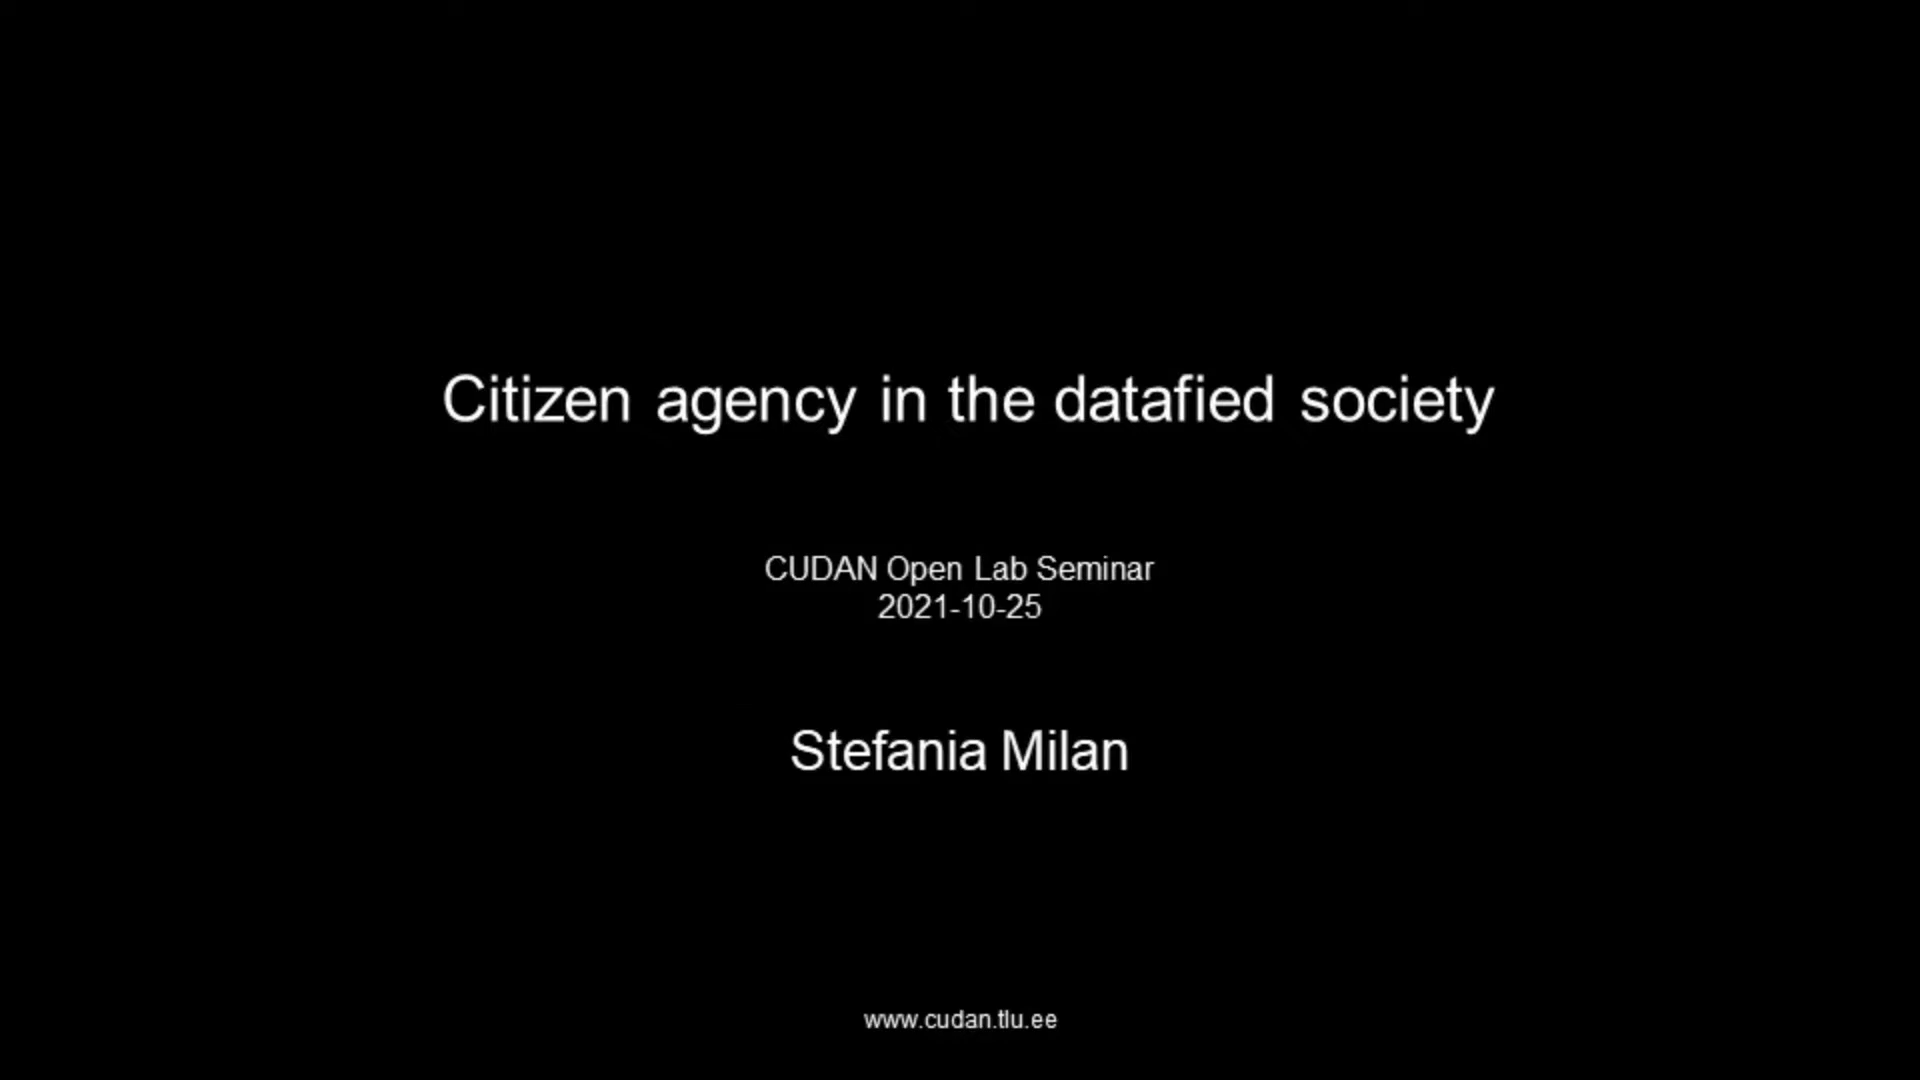 Citizen agency in the datafied society
CUDAN Open Lab Seminar
2021-10-25
Stefania Milan
www.cudan.tlu.ee